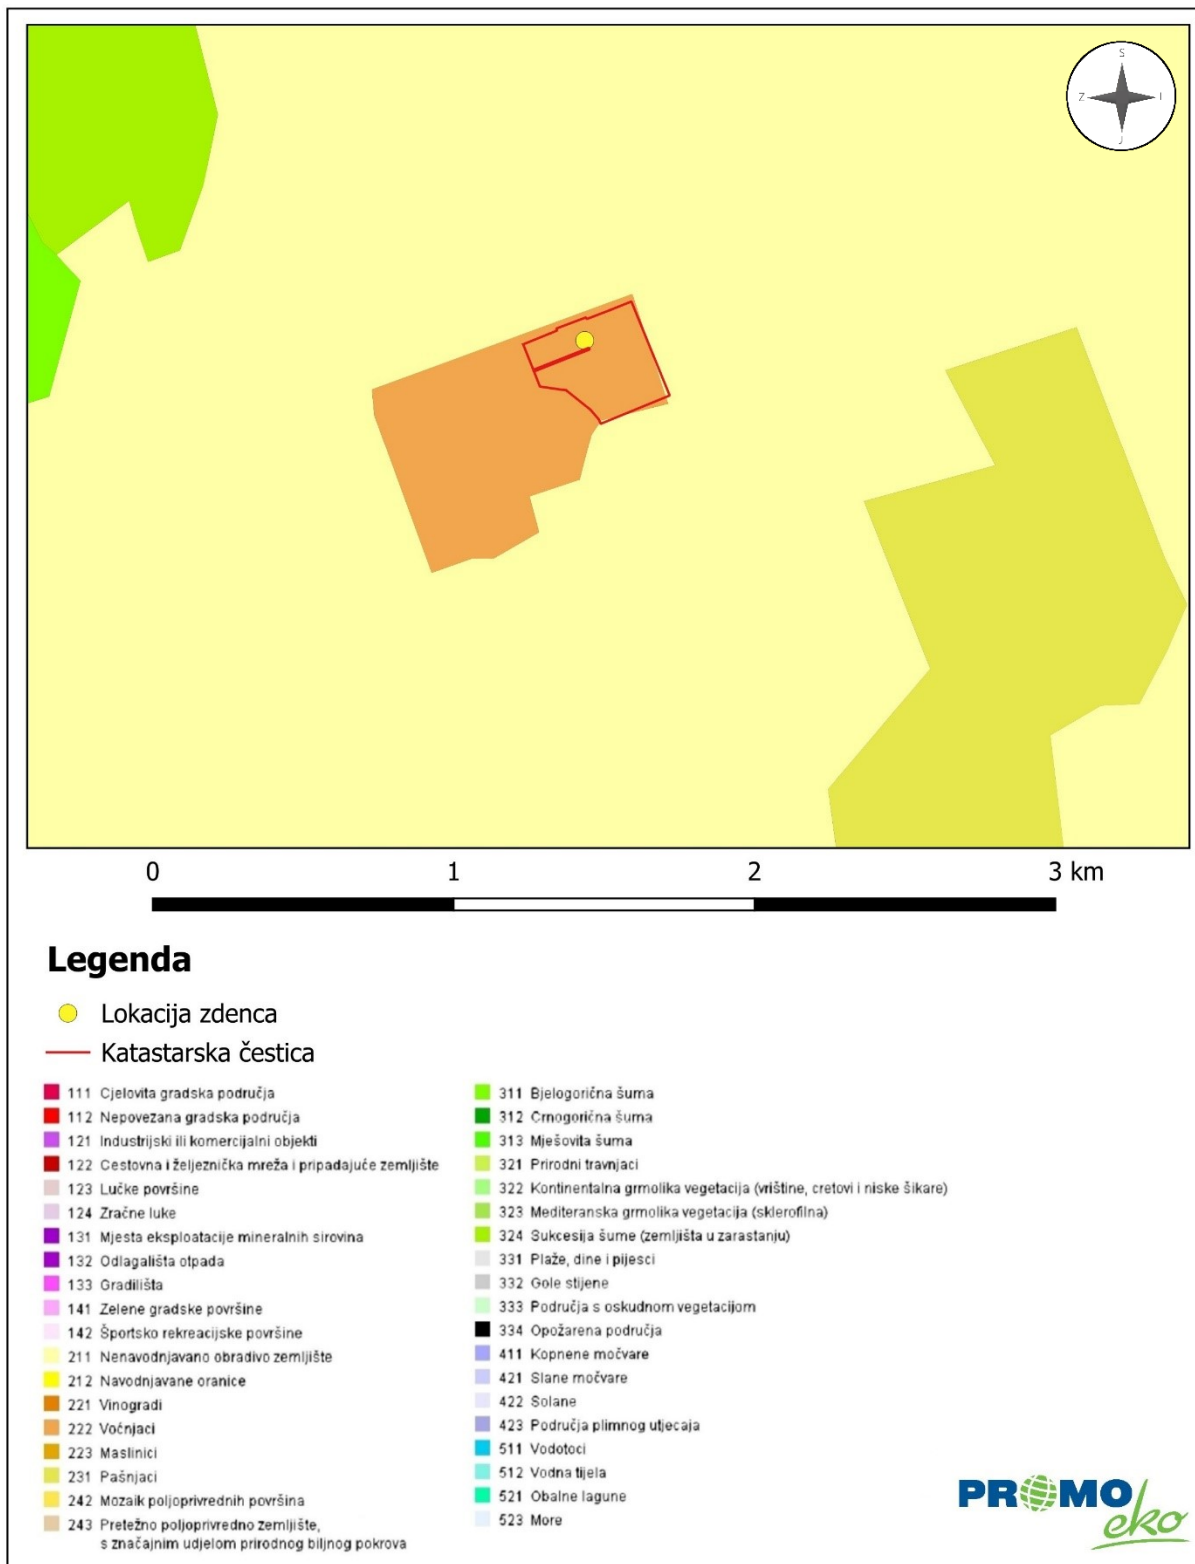 S
Z I
J
0 1 2 3 km
Legenda
Lokacija zdenca
Katastarska čestica
111 Cjelovita gradska područja
112 Nepovezana gradska područja
121 Industrijski ili komercijalni objekti
122 Cestovna i željeznička mreža i pripadajuće zemljište
123 Lučke površine
124 Zračne luke
131 Mjesta eksploatacije mineralnih sirovina
132 Odlagališta otpada
133 Gradilišta
141 Zelene gradske površine
142 Športsko rekreacijske površine
211 Nenavodnjavano obradivo zemljište
212 Navodnjavane oranice
221 Vinogradi
222 Voćnjaci
223 Maslinici
231 Pašnjaci
242 Mozaik poljoprivrednih površina
243 Pretežno poljoprivredno zemljište,
s značajnim udjelom prirodnog biljnog pokrova
311 Bjelogorična šuma
312 Crnogorična šuma
313 Mješovita šuma
321 Prirodni travnjaci
322 Kontinentalna grmolika vegetacija (vrištine, cretovi i niske šikare)
323 Mediteranska grmolika vegetacija (sklerofilna)
324 Sukcesija šume (zemljišta u zarastanju)
331 Plaže, dine i pijesci
332 Gole stijene
333 Područja s oskudnom vegetacijom
334 Opožarena područja
411 Kopnene močvare
421 Slane močvare
422 Solane
423 Područja plimnog utjecaja
511 Vodotoci
512 Vodna tijela
521 Obalne lagune
523 More
PROMO
eko